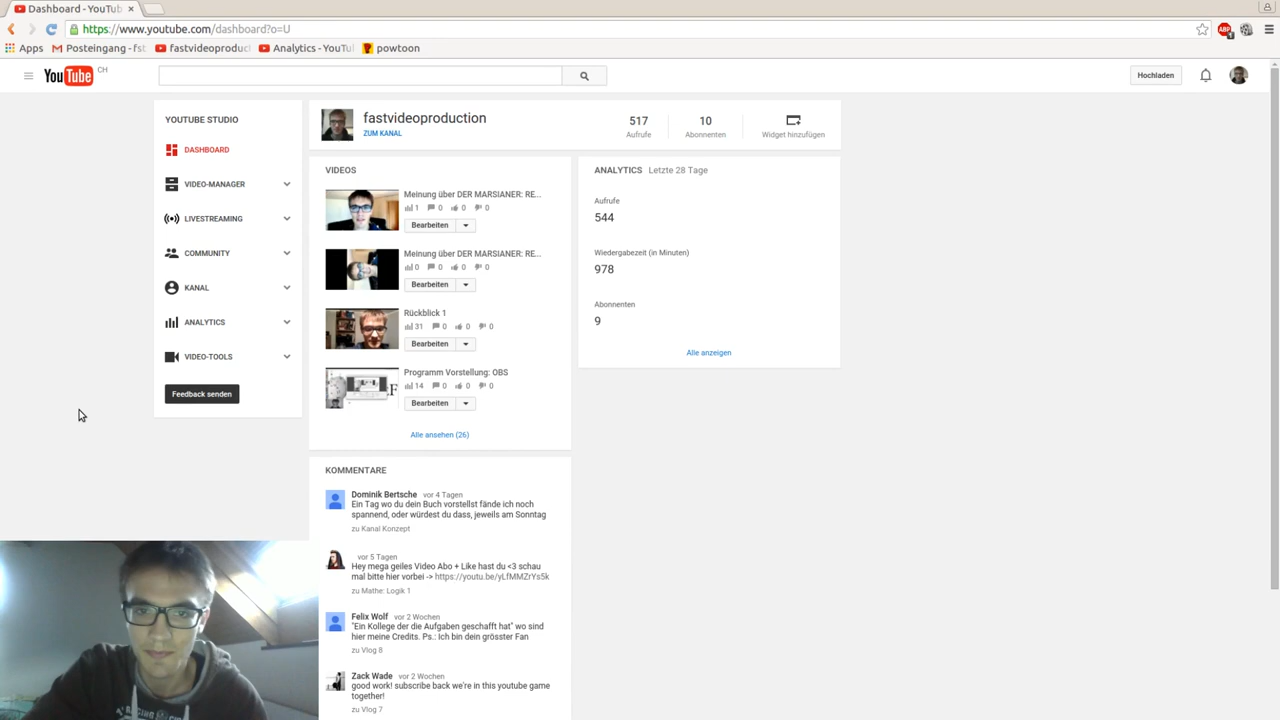 Dashboard - YouTub
https://www.youtube.com/dashboard?o=U
ABP
Apps
Posteingang - fst
fastvideoproduc
Analytics - YouTu
powtoon
YouTube CH
Hochladen
YOUTUBE STUDIO
DASHBOARD
VIDEO-MANAGER
LIVESTREAMING
COMMUNITY
KANAL
ANALYTICS
VIDEO-TOOLS
Feedback senden
fastvideoproduction
ZUM KANAL
517
Aufrufe
10
Abonnenten
Widget hinzufügen
VIDEOS
Meinung über DER MARSIANER: RE...
1 0 0 0
Bearbeiten
Meinung über DER MARSIANER: RE...
0 0 0 0
Bearbeiten
Rückblick 1
31 0 0 0
Bearbeiten
Programm Vorstellung: OBS
14 0 0 0
Bearbeiten
Alle ansehen (26)
ANALYTICS Letzte 28 Tage
Aufrufe
544
Wiedergabezeit (in Minuten)
978
Abonnenten
9
Alle anzeigen
KOMMENTARE
Dominik Bertsche vor 4 Tagen
Ein Tag wo du dein Buch vorstellst fände ich noch
spannend, oder würdest du dass, jeweils am Sonntag
zu Kanal Konzept
vor 5 Tagen
Hey mega geiles Video Abo + Like hast du <3 schau
mal bitte hier vorbei -> https://youtu.be/yLfMMZrYs5k
zu Mathe: Logik 1
Felix Wolf vor 2 Wochen
"Ein Kollege der die Aufgaben geschafft hat" wo sind
hier meine Credits. Ps.: Ich bin dein grösster Fan
zu Vlog 8
Zack Wade vor 2 Wochen
good work! subscribe back we're in this youtube game
together!
zu Vlog 7